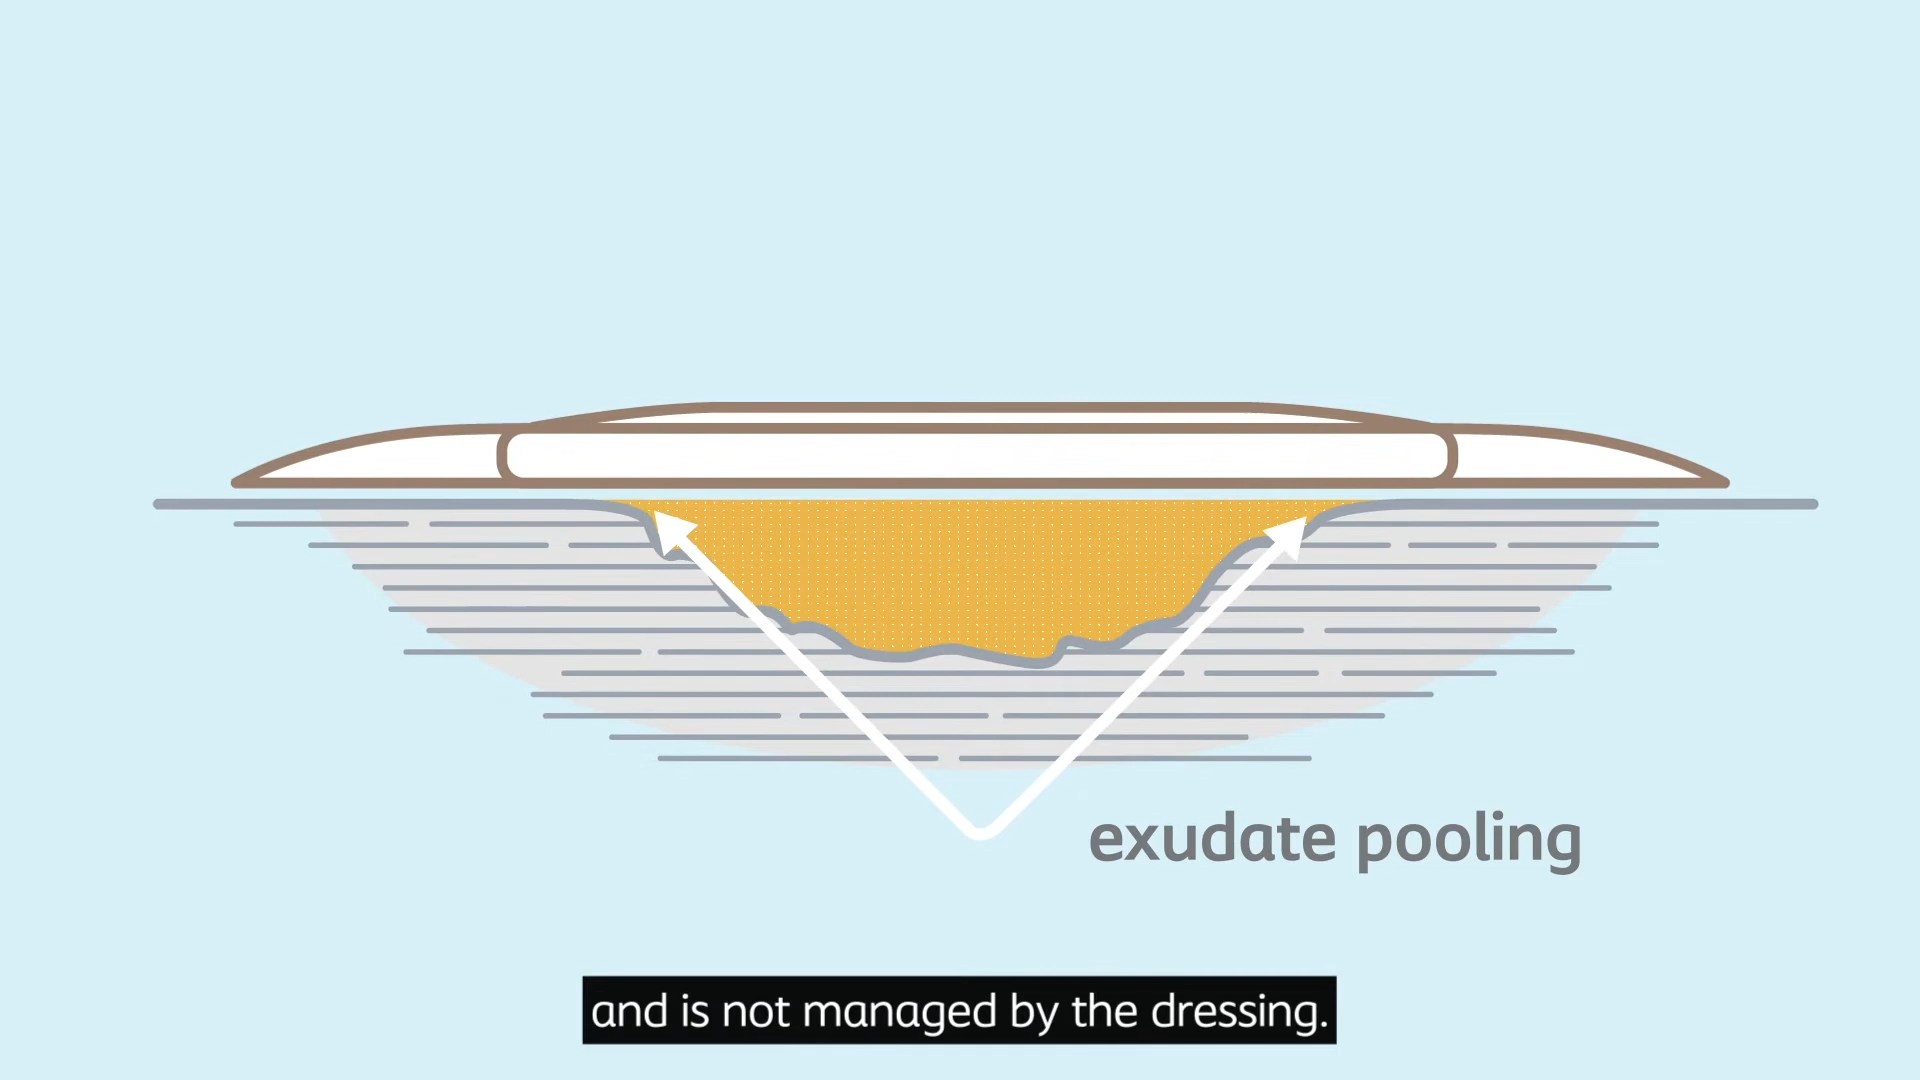 exudate pooling
and is not managed by the dressing.